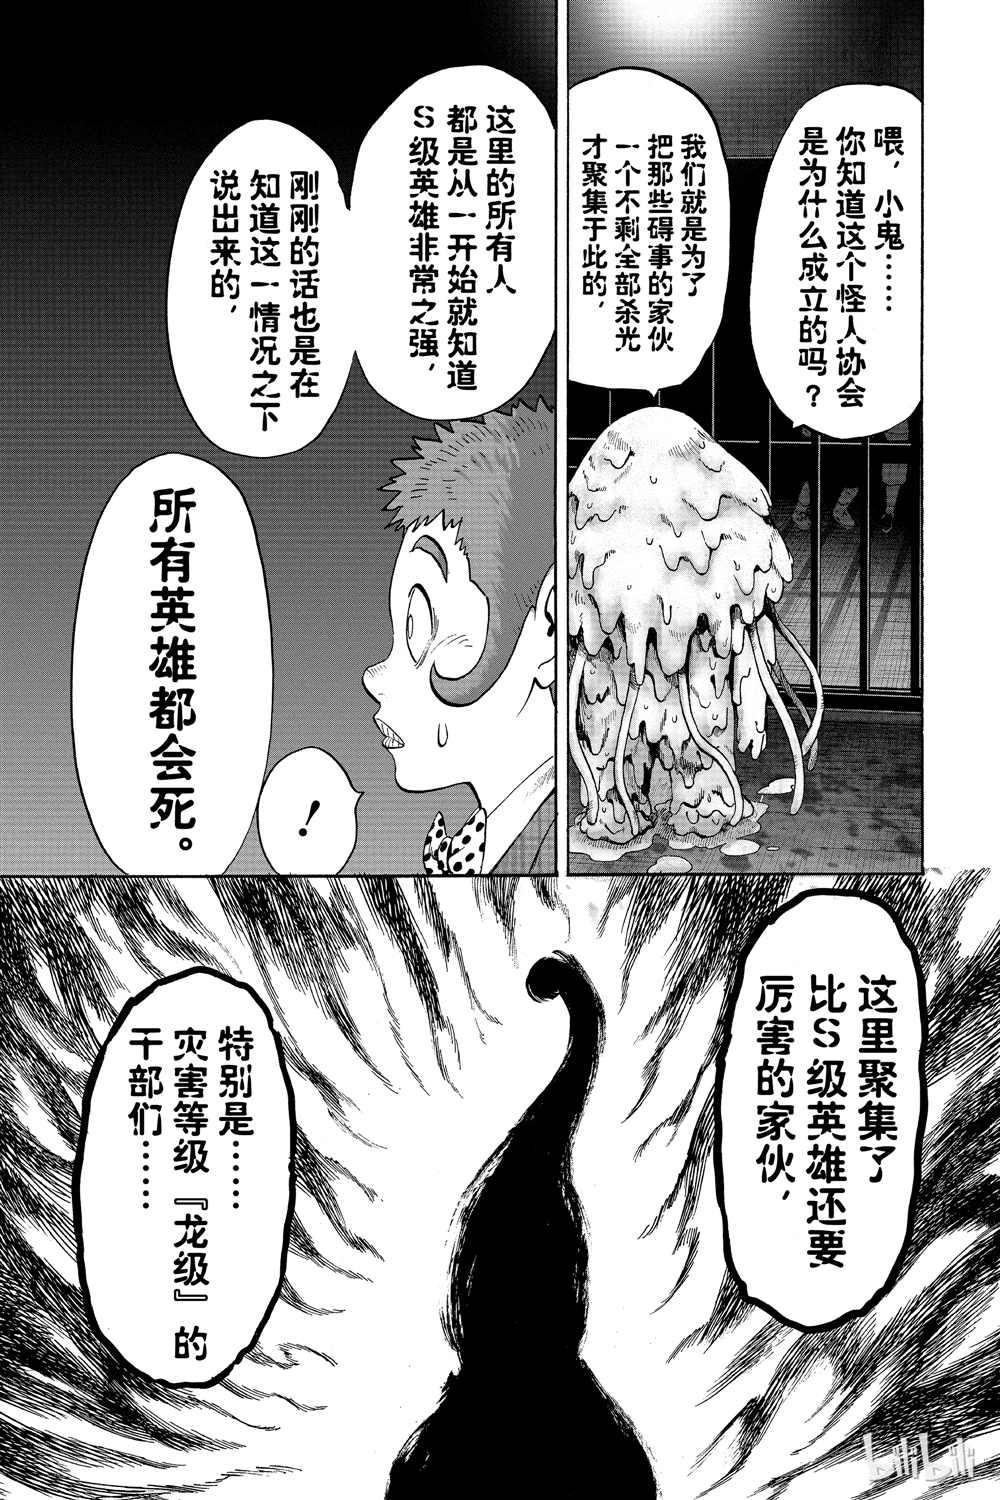 喂，小鬼……
你知道这个怪人协会
是为什么成立的吗？
我们就是为了
把那些碍事的家伙
一个不剩全部杀光
才聚集于此的，
这里的所有人
都是从一开始就知道
S级英雄非常之强，
刚刚的话也是在
知道这一情况之下
说出来的，
所有英雄都会死。
！
这里聚集了
比S级英雄还要
厉害的家伙，
特别是……
灾害等级『龙级』的
干部们……
bilibili